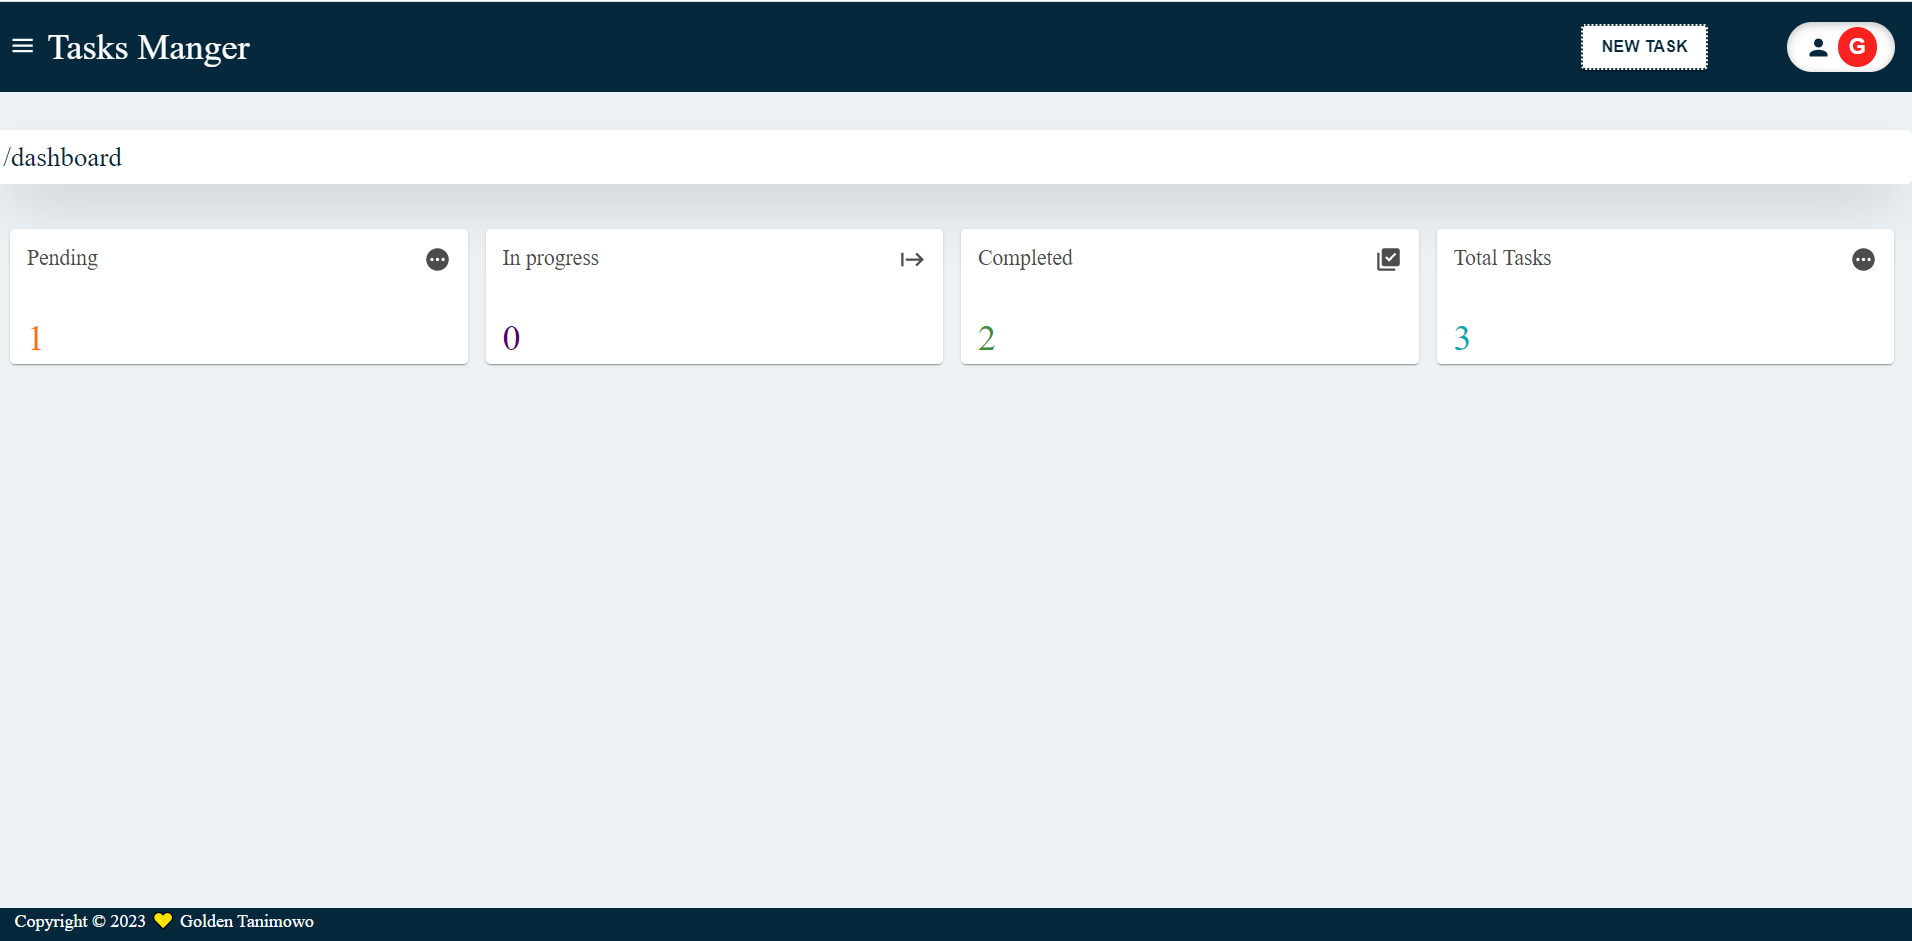 Tasks Manger
NEW TASK
G
/dashboard
Pending
1
In progress
0
Completed
2
Total Tasks
3
Copyright © 2023 💛 Golden Tanimowo